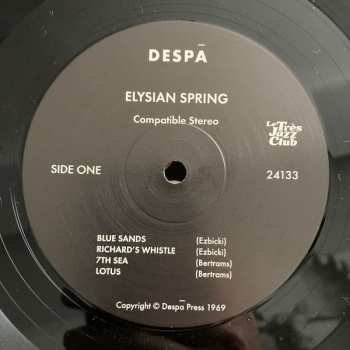 DESPĀ
ELYSIAN SPRING
Compatible Stereo
Le Très
Jazz
Club
SIDE ONE
24133
BLUE SANDS (Ezbicki)
RICHARD'S WHISTLE (Ezbicki)
7TH SEA (Bertrams)
LOTUS (Bertrams)
Copyright © Despā Press 1969